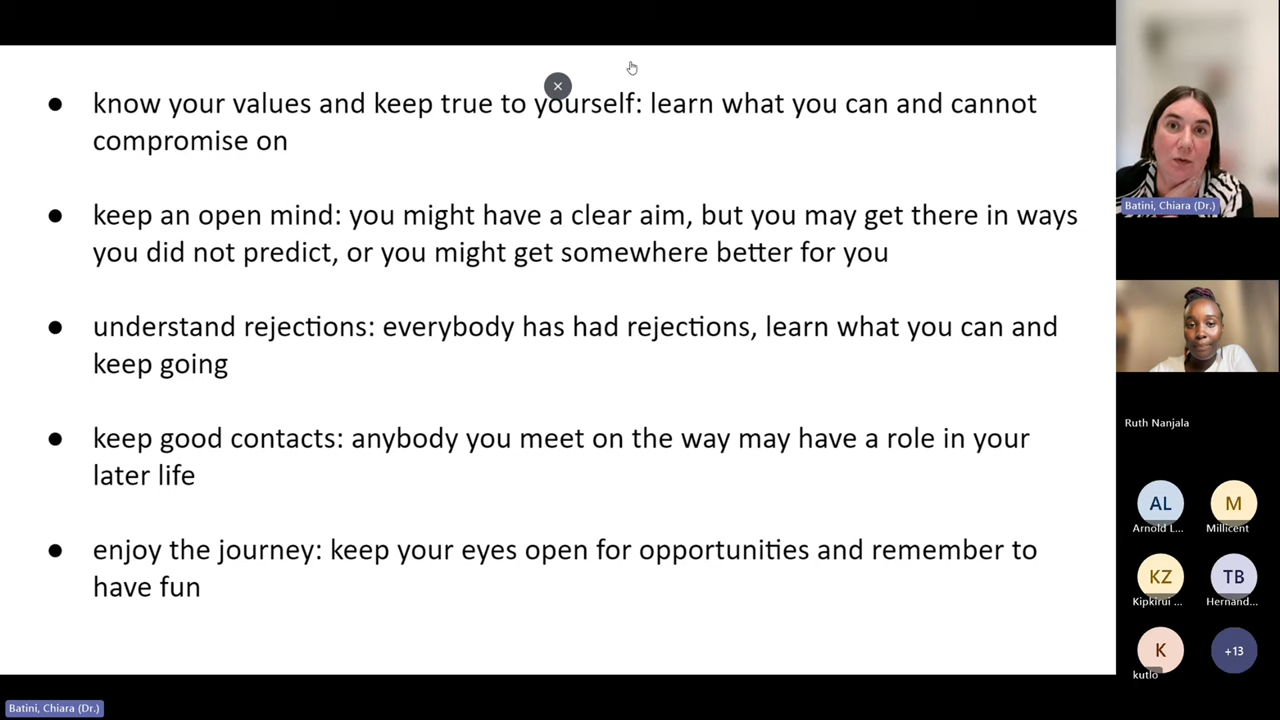 ● know your values and keep true to yourself: learn what you can and cannot
compromise on
● keep an open mind: you might have a clear aim, but you may get there in ways
you did not predict, or you might get somewhere better for you
● understand rejections: everybody has had rejections, learn what you can and
keep going
● keep good contacts: anybody you meet on the way may have a role in your
later life
● enjoy the journey: keep your eyes open for opportunities and remember to
have fun
Batini, Chiara (Dr.)
Ruth Nanjala
AL
Arnold L...
M
Millicent
KZ
Kipkirui ...
TB
Hernand...
K
kutlo
+13
Batini, Chiara (Dr.)